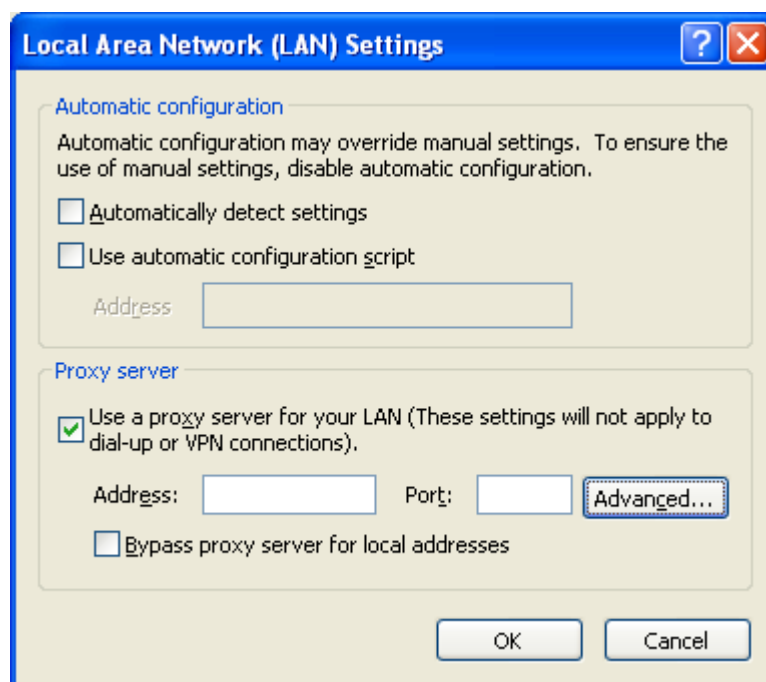 Local Area Network (LAN) Settings
?
Automatic configuration
Automatic configuration may override manual settings. To ensure the
use of manual settings, disable automatic configuration.
Automatically detect settings
Use automatic configuration script
Address
Proxy server
Use a proxy server for your LAN (These settings will not apply to
dial-up or VPN connections).
Address: Port: Advanced...
Bypass proxy server for local addresses
OK Cancel